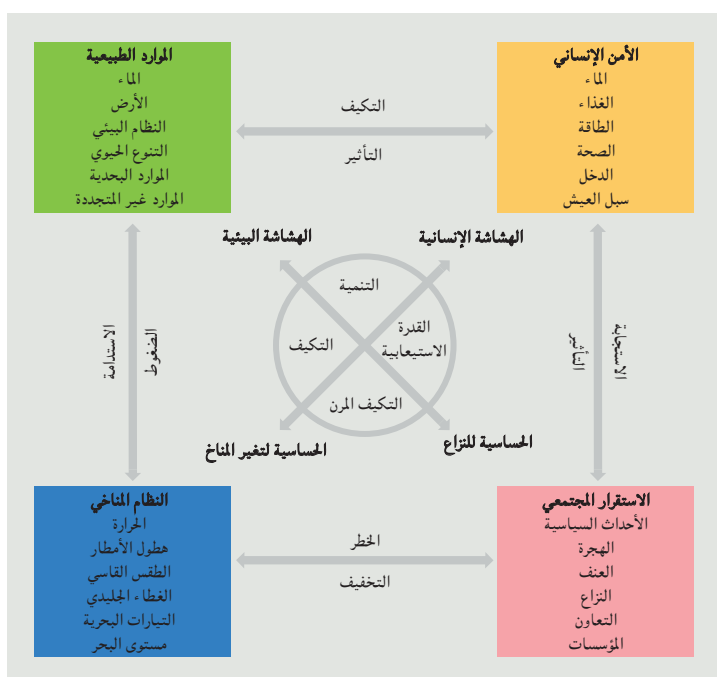 الأمن الإنساني
الماء
الغذاء
الطاقة
الصحة
الدخل
سبل العيش
التكيف
التأثير
الموارد الطبيعية
الماء
الأرض
النظام البيئي
التنوع الحيوي
الموارد البحدية
الموارد غير المتجددة
الهشاشة الإنسانية
الهشاشة البيئية
التنمية
القدرة
الاستيعابية
التكيف
التكيف المرن
الحساسية للنزاع
الحساسية لتغير المناخ
الاستجابة
التأثير
الضغوط
الاستدامة
الاستقرار المجتمعي
الأحداث السياسية
الهجرة
العنف
النزاع
التعاون
المؤسسات
الخطر
التخفيف
النظام المناخي
الحرارة
هطول الأمطار
الطقس القاسي
الغطاء الجليدي
التيارات البحرية
مستوى البحر